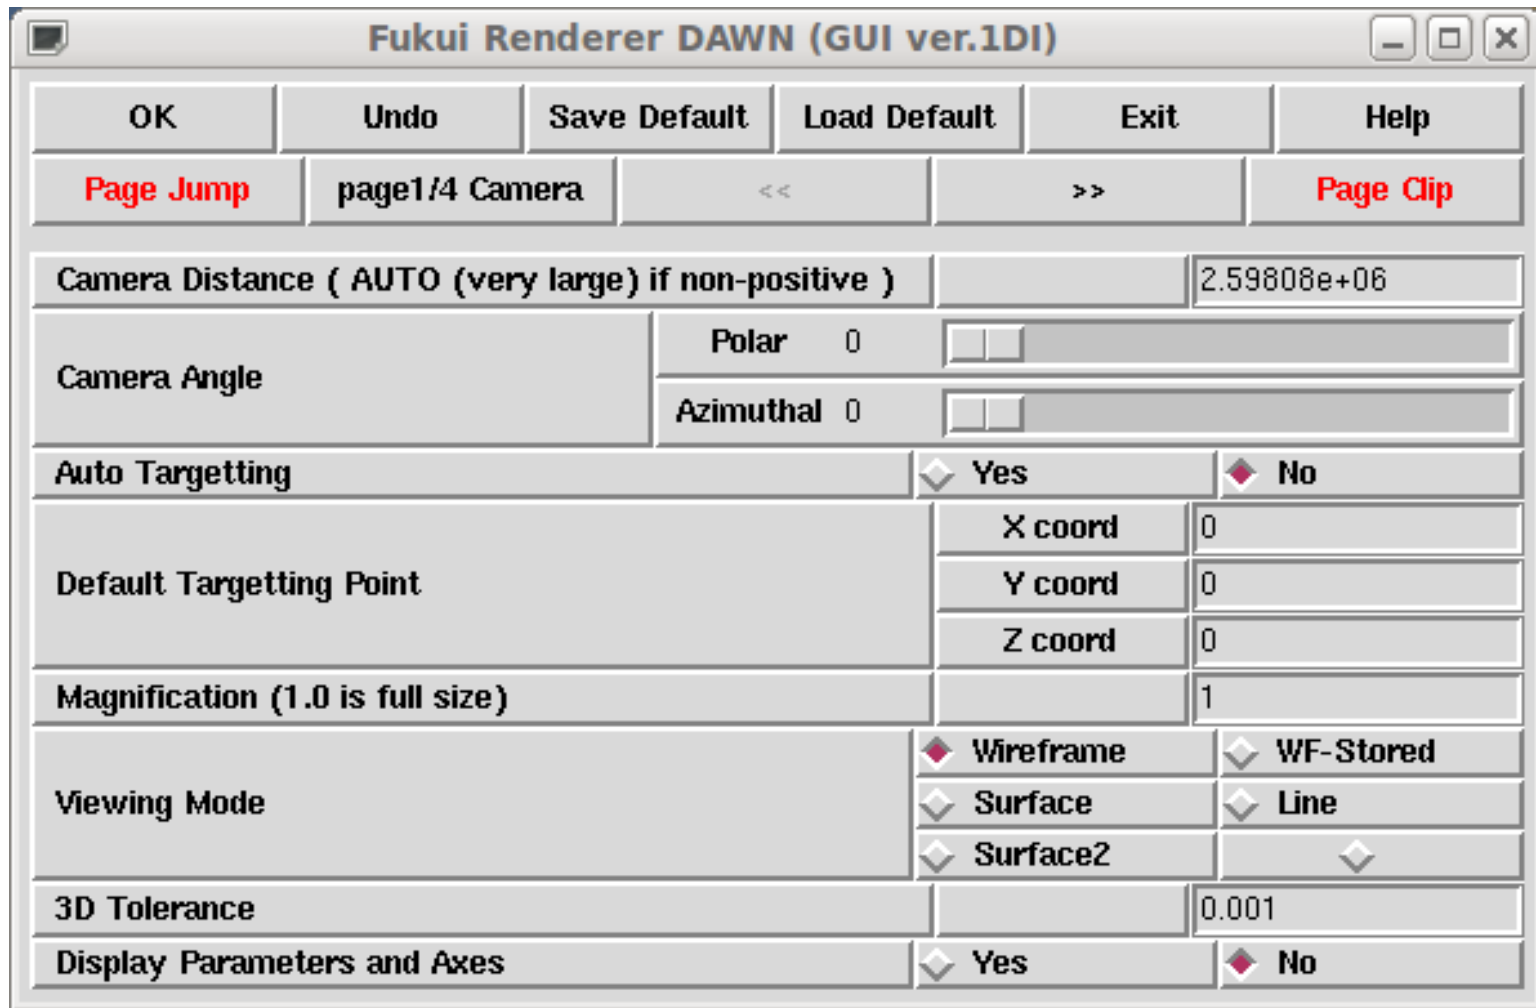 Fukui Renderer DAWN (GUI ver.1DI)
OK Undo Save Default Load Default Exit Help
Page Jump page1/4 Camera << >> Page Clip
Camera Distance ( AUTO (very large) if non-positive ) 2.59808e+06
Camera Angle
Polar 0
Azimuthal 0
Auto Targetting Yes No
Default Targetting Point
X coord 0
Y coord 0
Z coord 0
Magnification (1.0 is full size) 1
Viewing Mode
Wireframe WF-Stored
Surface Line
Surface2
3D Tolerance 0.001
Display Parameters and Axes Yes No